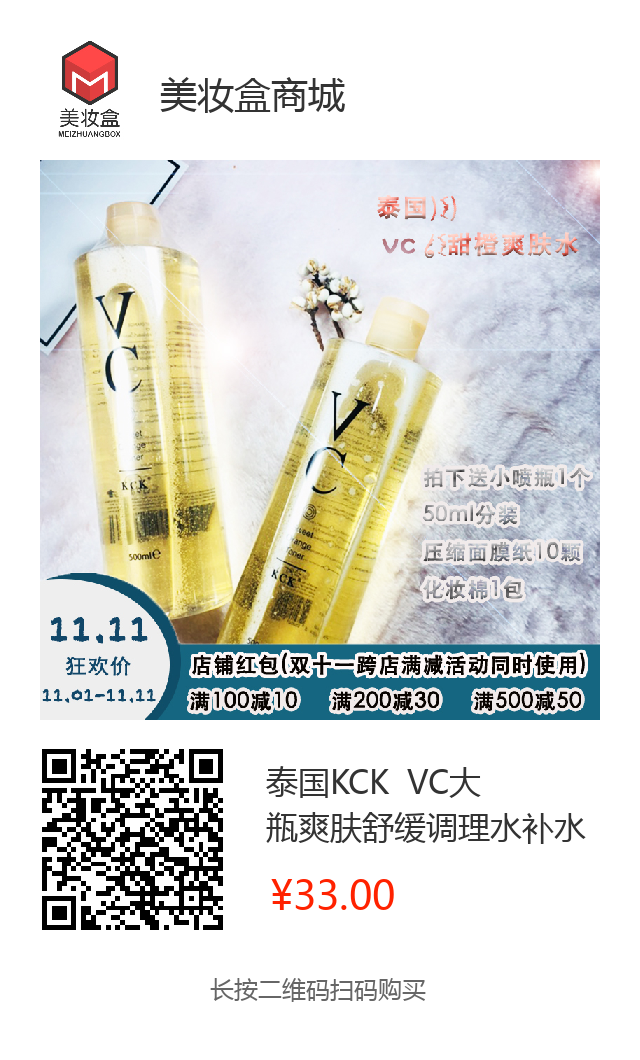 美妆盒
MEIZHUANGBOX
美妆盒商城
泰国
VC 甜橙爽肤水
VC
KCK
500ml
VC
KCK
拍下送小喷瓶1个
50ml分装
压缩面膜纸10颗
化妆棉1包
11.11
狂欢价
11.01-11.11
店铺红包(双十一跨店满减活动同时使用)
满100减10 满200减30 满500减50
泰国KCK VC大
瓶爽肤舒缓调理水补水
¥33.00
长按二维码扫码购买